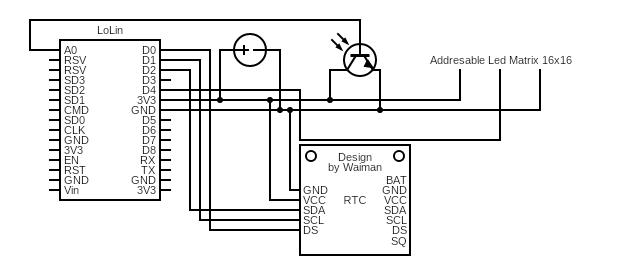 LoLin
Addresable Led Matrix 16x16
A0 D0
RSV D1
RSV D2
SD3 D3
SD2 D4
SD1 3V3
CMD GND
SD0 D5
CLK D6
GND D7
3V3 D8
EN RX
RST TX
GND GND
Vin 3V3
Design
by Waiman
BAT
GND GND
VCC RTC VCC
SDA SDA
SCL SCL
DS DS
SQ